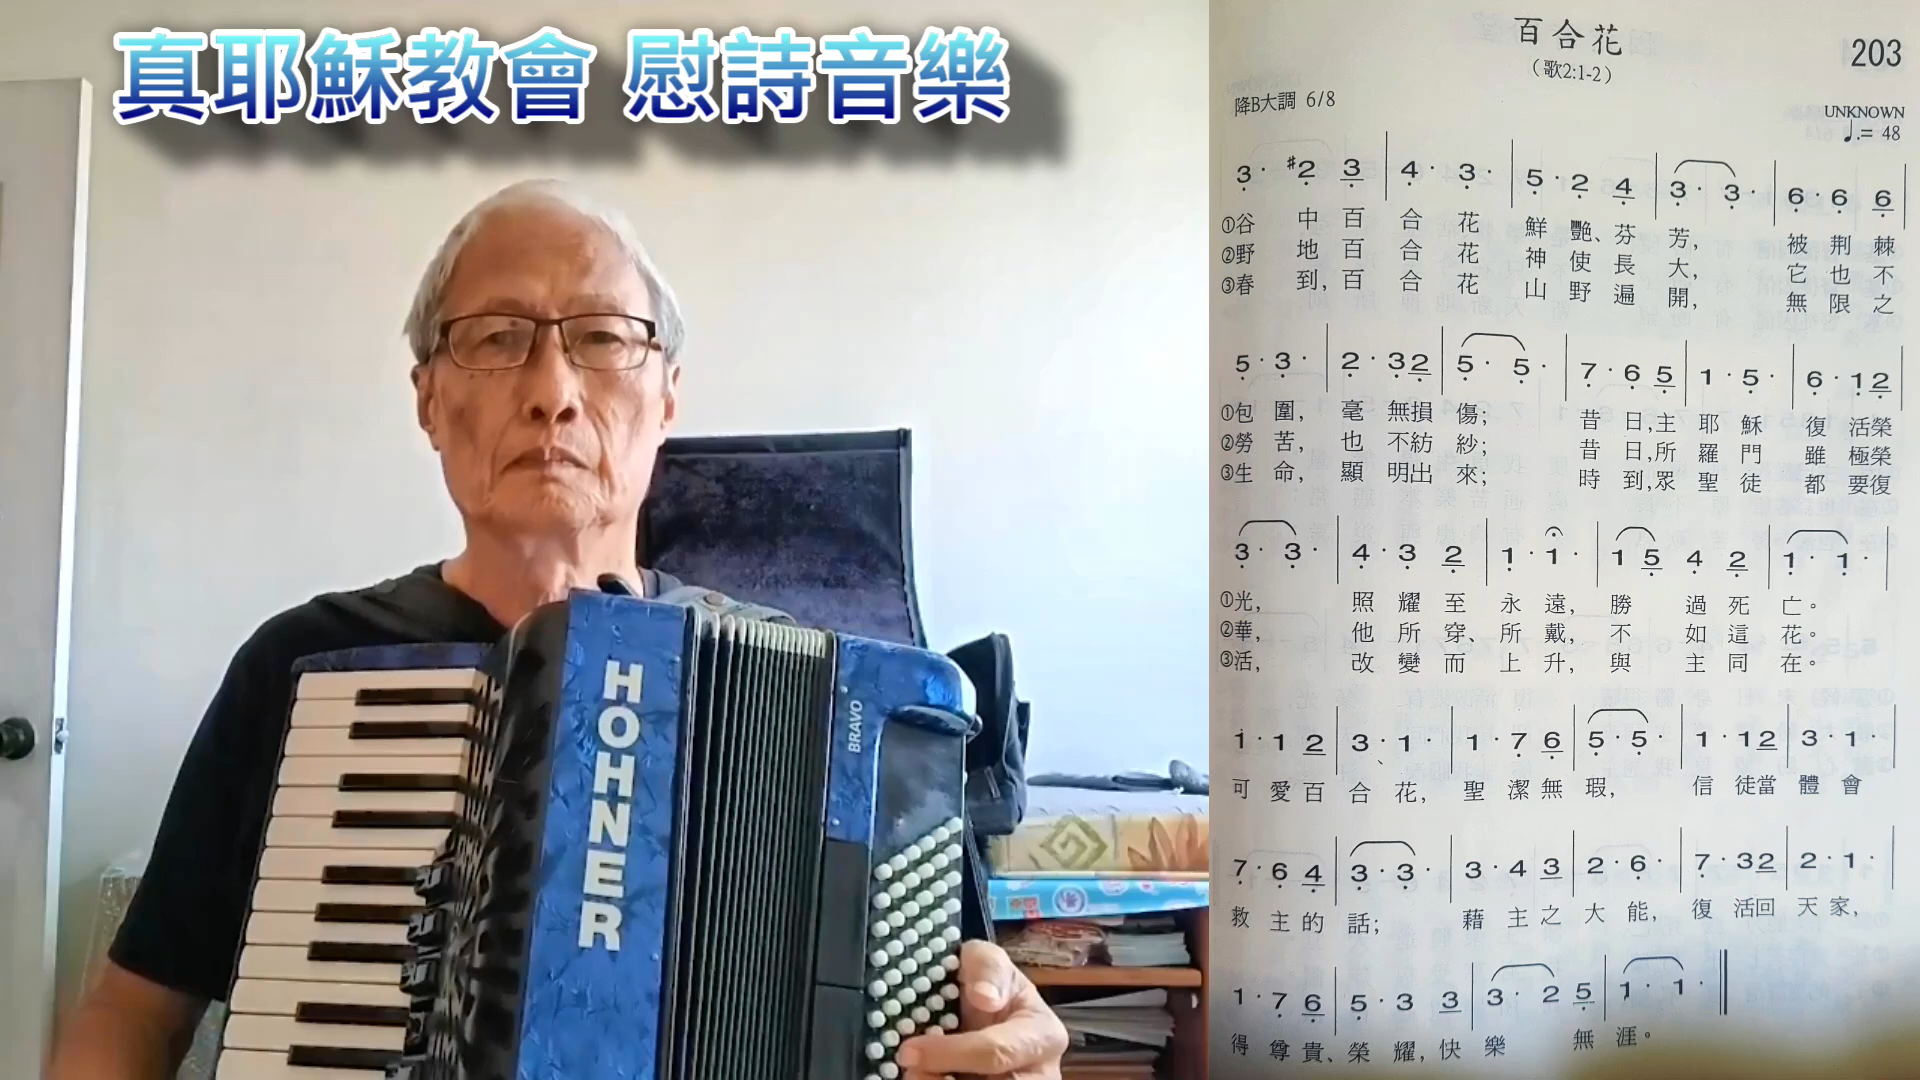 真耶穌教會 慰詩音樂
HOHNER
BRAVO
百合花
203
(歌2:1-2)
降B大調 6/8
UNKNOWN
♩.= 48
3· #2 3 | 4· 3· | 5· 2 4 | 3· 3· | 6· 6 6 |
①谷 中 百 合 花 鮮 艷、芬 芳, 被 荆 棘
②野 地 百 合 花 神 使 長 大, 它 也 不
③春 到, 百 合 花 山 野 遍 開, 無 限 之
5· 3· | 2· 3 2 | 5· 5· | 7· 6 5 | 1· 5· | 6· 1 2 |
①包 圍, 毫 無損 傷; 昔 日,主 耶 穌 復 活榮
②勞 苦, 也 不紡 紗; 昔 日,所 羅 門 雖 極榮
③生 命, 顯 明出 來; 時 到,眾 聖 徒 都 要復
3· 3· | 4· 3 2 | 1· 1· | 1 5 4 2 | 1· 1· |
①光, 照 耀 至 永 遠, 勝 過 死 亡。
②華, 他 所 穿、所 戴, 不 如 這 花。
③活, 改 變 而 上 升, 與 主 同 在。
1· 1 2 | 3· 1· | 1· 7 6 | 5· 5· | 1· 1 2 | 3· 1· |
可 愛 百 合 花, 聖 潔 無 瑕, 信 徒當 體 會
7· 6 4 | 3· 3· | 3· 4 3 | 2· 6· | 7· 3 2 | 2· 1· |
救 主 的 話; 藉 主 之 大 能, 復 活回 天 家,
1· 7 6 | 5· 3 3 | 3· 2 5 | 1· 1· ‖
得 尊 貴、榮 耀, 快 樂 無 涯。